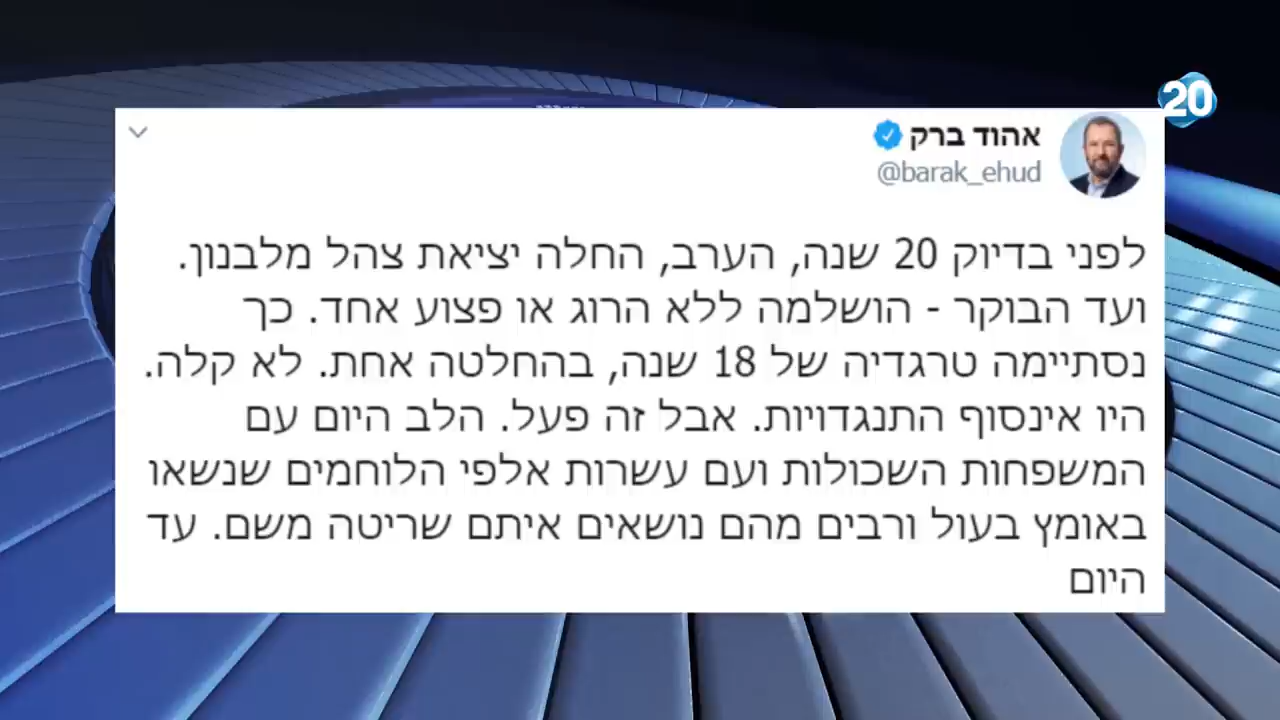 20
אהוד ברק
@barak_ehud
לפני בדיוק 20 שנה, הערב, החלה יציאת צהל מלבנון.
ועד הבוקר - הושלמה ללא הרוג או פצוע אחד. כך
נסתיימה טרגדיה של 18 שנה, בהחלטה אחת. לא קלה.
היו אינסוף התנגדויות. אבל זה פעל. הלב היום עם
המשפחות השכולות ועם עשרות אלפי הלוחמים שנשאו
באומץ בעול ורבים מהם נושאים איתם שריטה משם. עד
היום